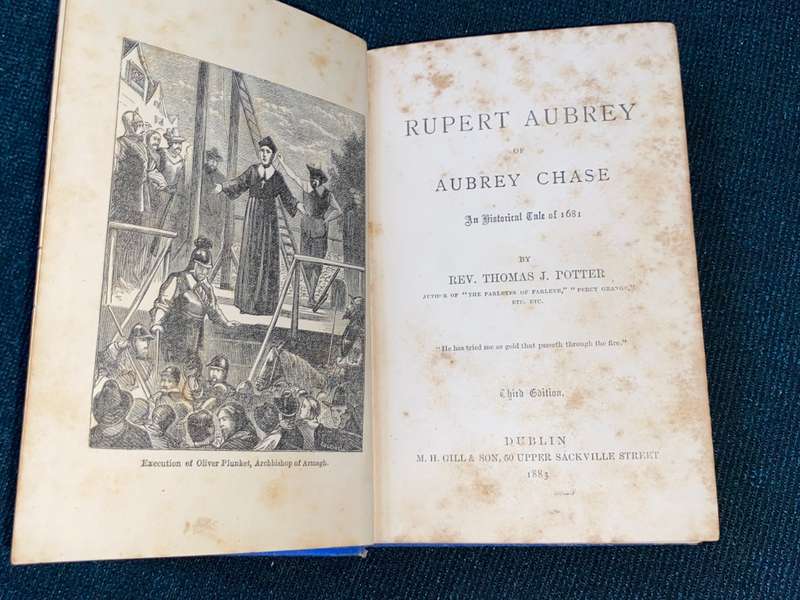 Execution of Oliver Plunket, Archbishop of Armagh.
RUPERT AUBREY
OF
AUBREY CHASE
An Historical Tale of 1681
BY
REV. THOMAS J. POTTER
AUTHOR OF "THE FARLEYES OF FARLEYE," "PERCY GRANGE,"
ETC. ETC.
"He has tried me as gold that passeth through the fire."
Third Edition.
DUBLIN
M. H. GILL & SON, 50 UPPER SACKVILLE STREET
1883